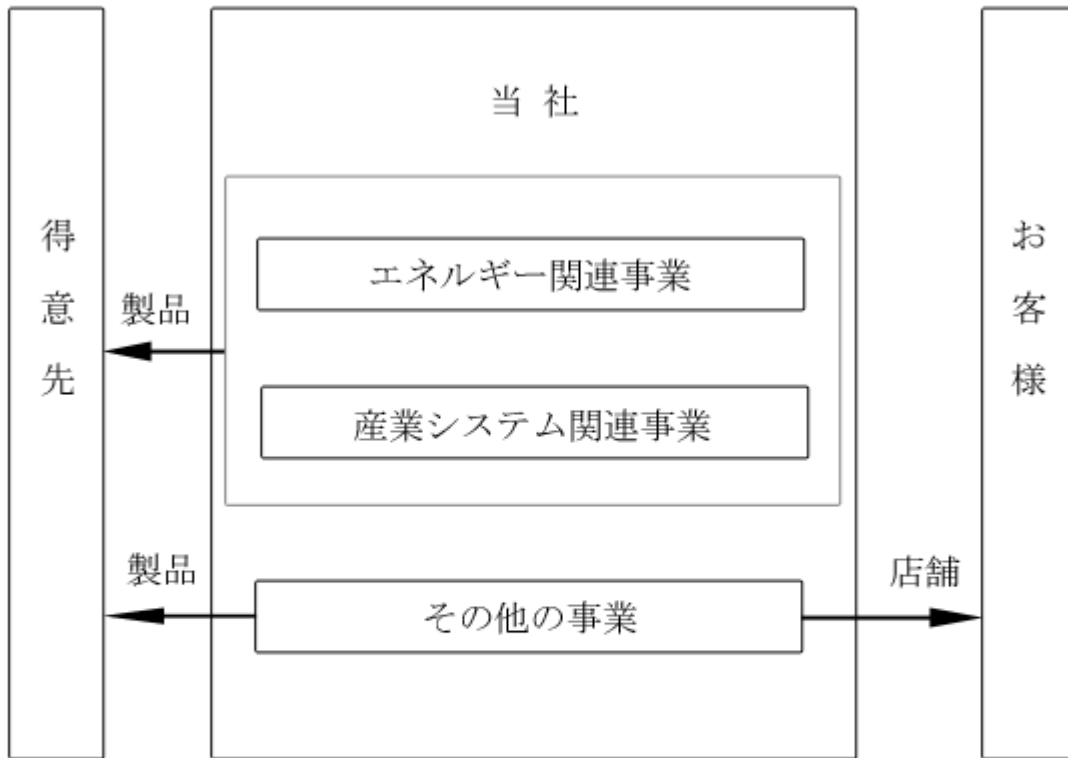 当 社
得意先
製品
エネルギー関連事業
産業システム関連事業
お客様
製品
その他の事業
店舗